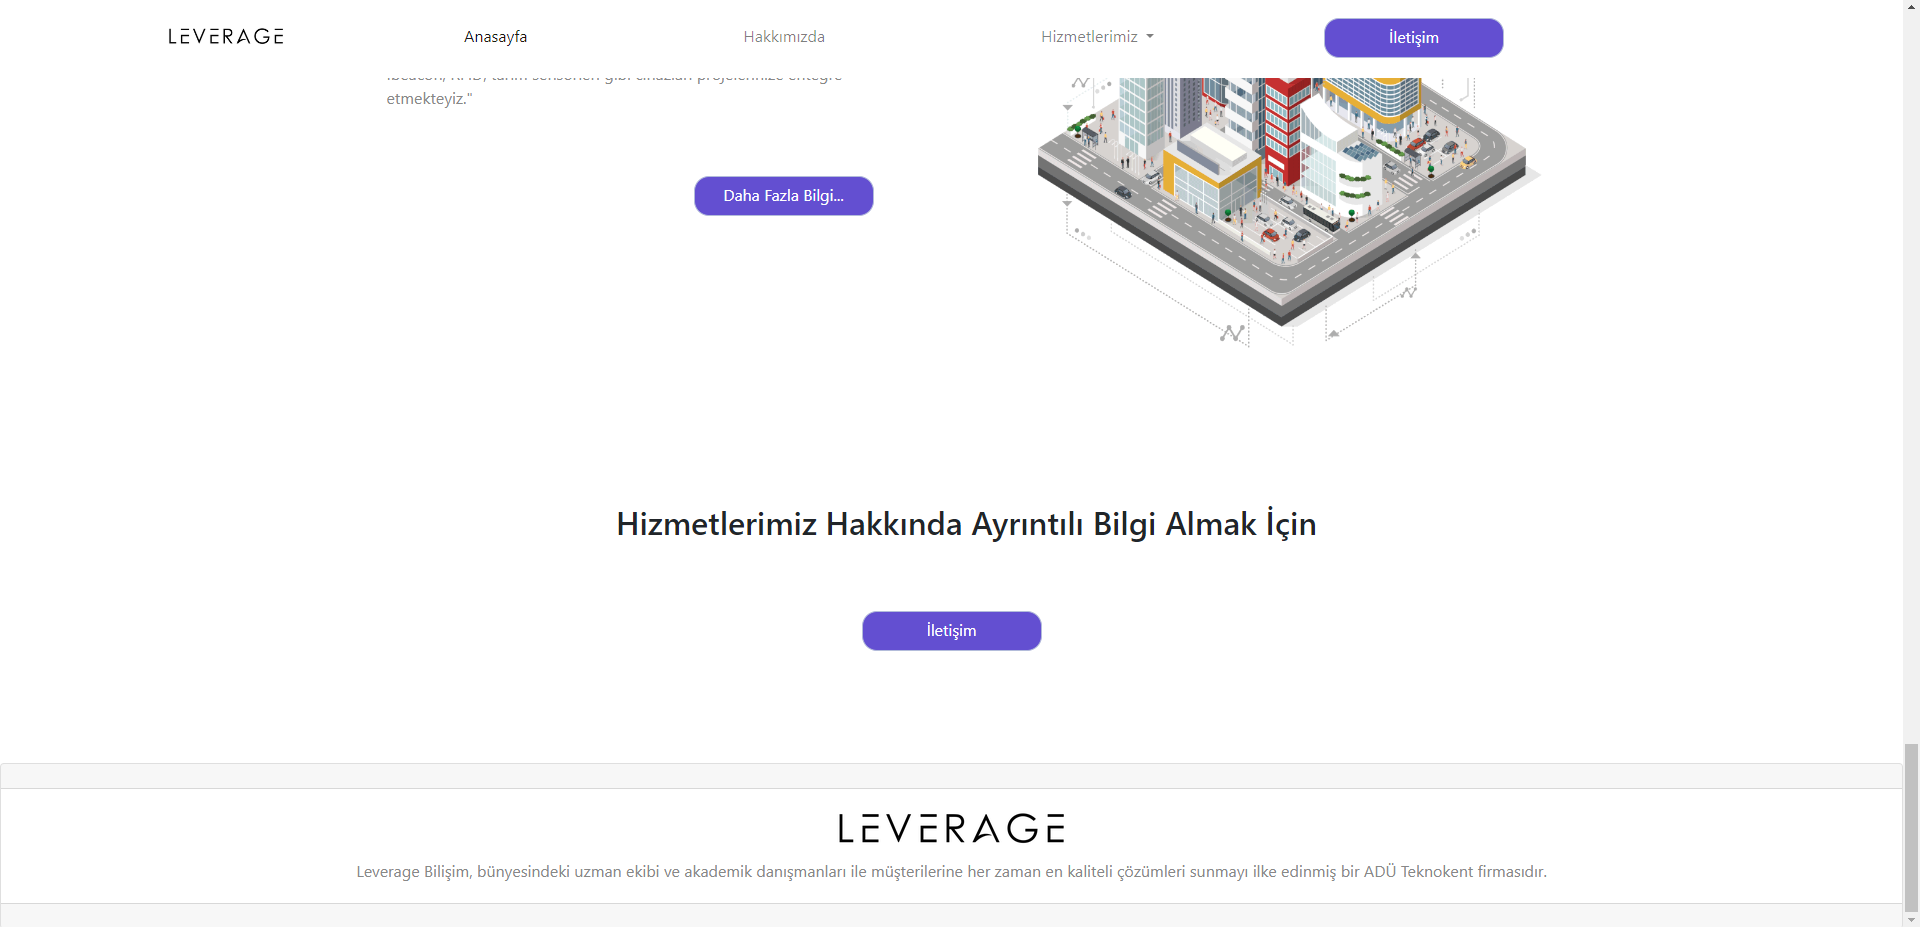 LEVERAGE
Anasayfa
Hakkımızda
Hizmetlerimiz
İletişim
etmekteyiz."
Daha Fazla Bilgi...
Hizmetlerimiz Hakkında Ayrıntılı Bilgi Almak İçin
İletişim
LEVERAGE
Leverage Bilişim, bünyesindeki uzman ekibi ve akademik danışmanları ile müşterilerine her zaman en kaliteli çözümleri sunmayı ilke edinmiş bir ADÜ Teknokent firmasıdır.